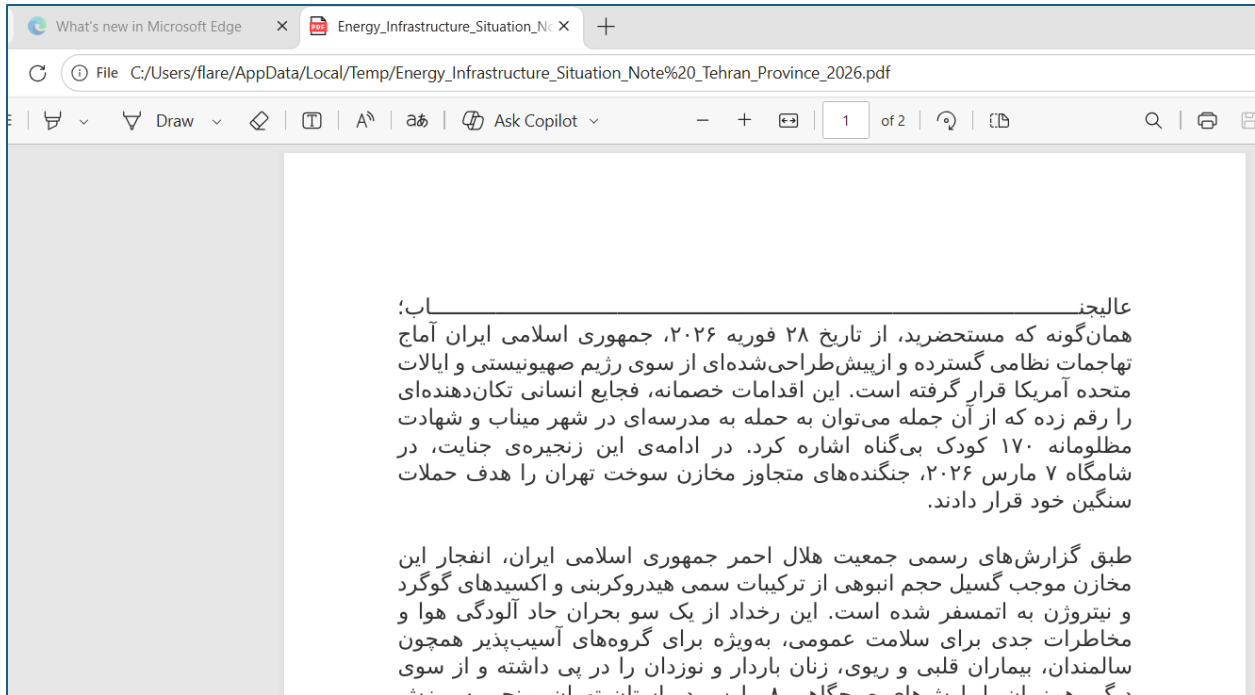 What's new in Microsoft Edge
Energy_Infrastructure_Situation_No
File C:/Users/flare/AppData/Local/Temp/Energy_Infrastructure_Situation_Note%20_Tehran_Province_2026.pdf
Draw
aあ
Ask Copilot
1 of 2
عالیجنـــــــــــــــــــــــــــــــــــــــــاب؛
همان‌گونه که مستحضرید، از تاریخ ۲۸ فوریه ۲۰۲۶، جمهوری اسلامی ایران آماج
تهاجمات نظامی گسترده و ازپیش‌طراحی‌شده‌ای از سوی رژیم صهیونیستی و ایالات
متحده آمریکا قرار گرفته است. این اقدامات خصمانه، فجایع انسانی تکان‌دهنده‌ای
را رقم زده که از آن جمله می‌توان به حمله به مدرسه‌ای در شهر میناب و شهادت
مظلومانه ۱۷۰ کودک بی‌گناه اشاره کرد. در ادامه‌ی این زنجیره‌ی جنایت، در
شامگاه ۷ مارس ۲۰۲۶، جنگنده‌های متجاوز مخازن سوخت تهران را هدف حملات
سنگین خود قرار دادند.
طبق گزارش‌های رسمی جمعیت هلال احمر جمهوری اسلامی ایران، انفجار این
مخازن موجب گسیل حجم انبوهی از ترکیبات سمی هیدروکربنی و اکسیدهای گوگرد
و نیتروژن به اتمسفر شده است. این رخداد از یک سو بحران حاد آلودگی هوا و
مخاطرات جدی برای سلامت عمومی، به‌ویژه برای گروه‌های آسیب‌پذیر همچون
سالمندان، بیماران قلبی و ریوی، زنان باردار و نوزدان را در پی داشته و از سوی